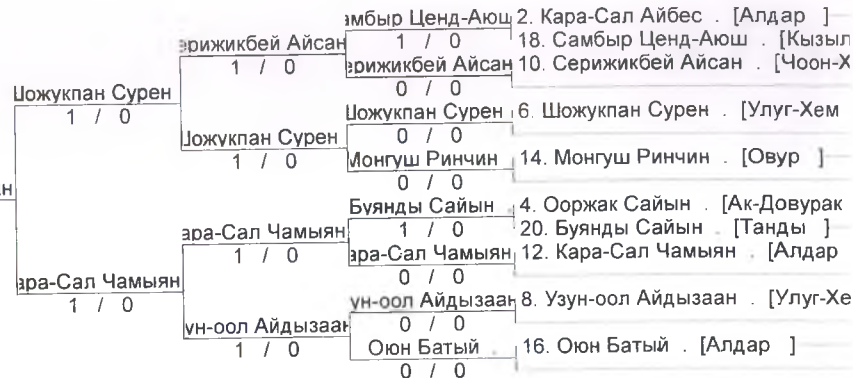 амбыр Ценд-Аюш 2. Кара-Сал Айбес . [Алдар ]
ерижикбей Айсан 1 / 0 18. Самбыр Ценд-Аюш . [Кызыл
1 / 0 ерижикбей Айсан 10. Серижикбей Айсан . [Чоон-Х
0 / 0
Шожукпан Сурен Шожукпан Сурен 6. Шожукпан Сурен . [Улуг-Хем
1 / 0 0 / 0
Шожукпан Сурен Монгуш Ринчин 14. Монгуш Ринчин . [Овур ]
1 / 0 0 / 0
ан Буянды Сайын 4. Ооржак Сайын . [Ак-Довурак
ара-Сал Чамыян 1 / 0 20. Буянды Сайын . [Танды ]
1 / 0 ара-Сал Чамыян 12. Кара-Сал Чамыян . [Алдар
0 / 0
ара-Сал Чамыян ун-оол Айдызаан 8. Узун-оол Айдызаан . [Улуг-Хе
1 / 0 0 / 0
ун-оол Айдызаан Оюн Батый . 16. Оюн Батый . [Алдар ]
1 / 0 0 / 0